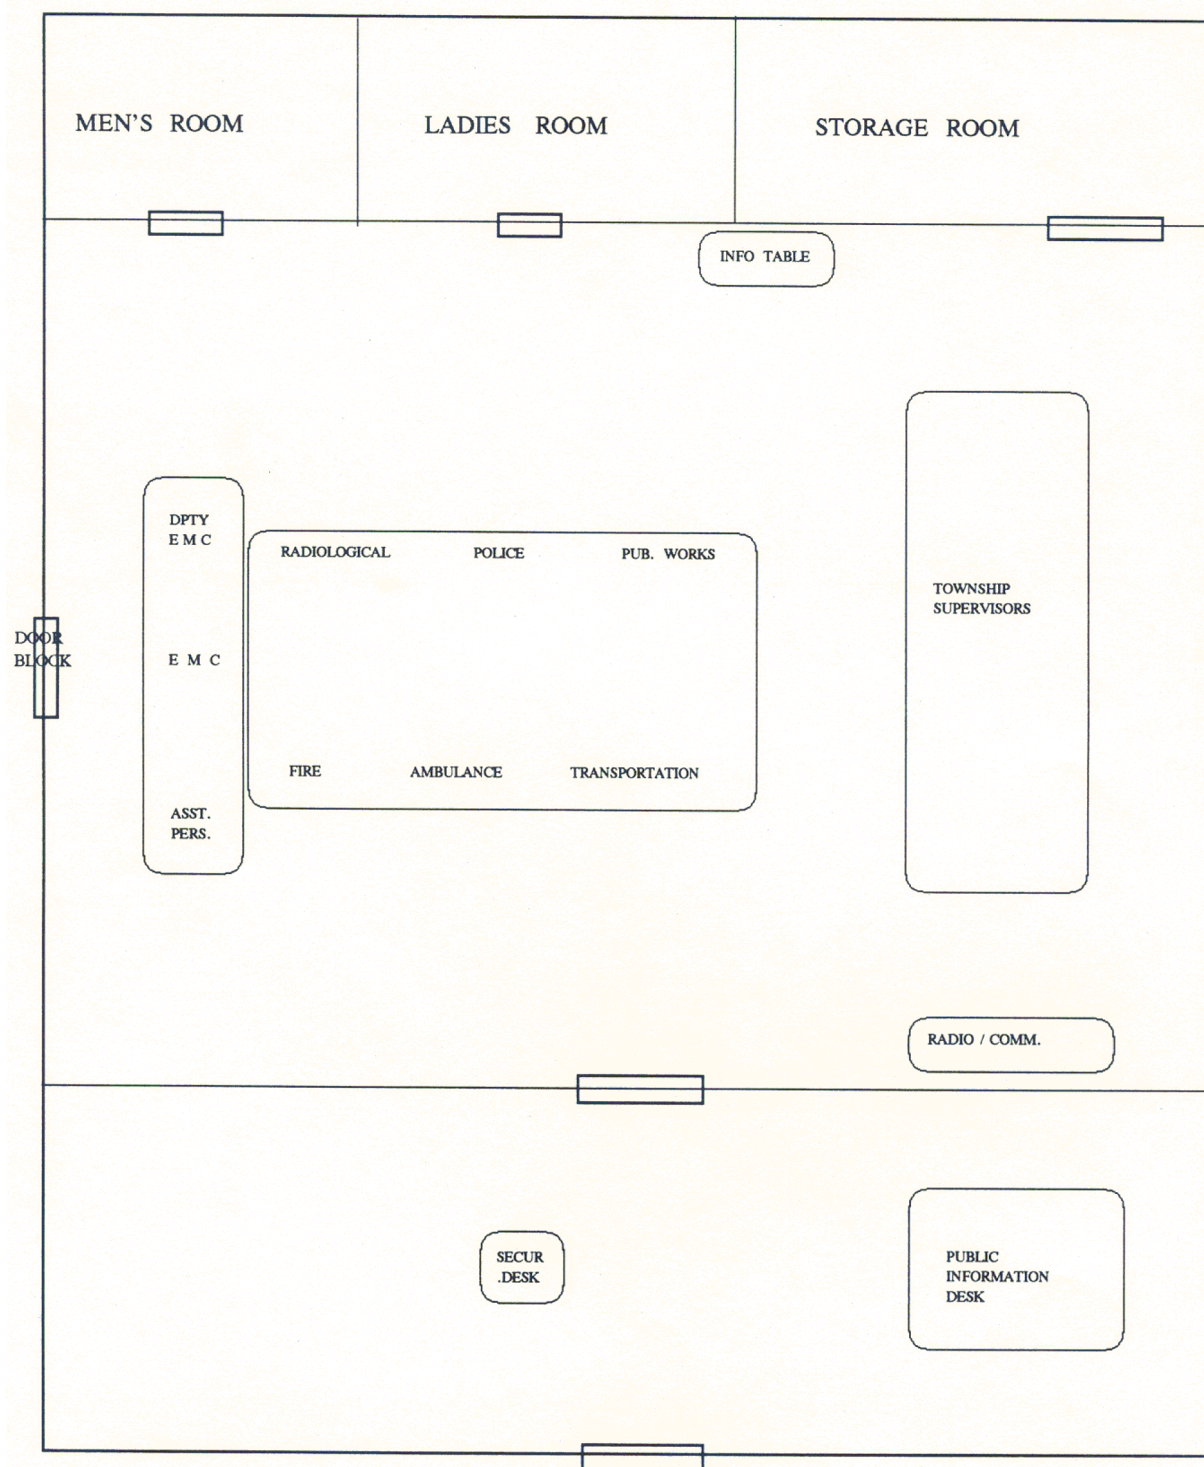 MEN'S ROOM
LADIES ROOM
STORAGE ROOM
INFO TABLE
DPTY
E M C
RADIOLOGICAL
POLICE
PUB. WORKS
TOWNSHIP
SUPERVISORS
DOOR
BLOCK
E M C
FIRE
AMBULANCE
TRANSPORTATION
ASST.
PERS.
RADIO / COMM.
SECUR
.DESK
PUBLIC
INFORMATION
DESK